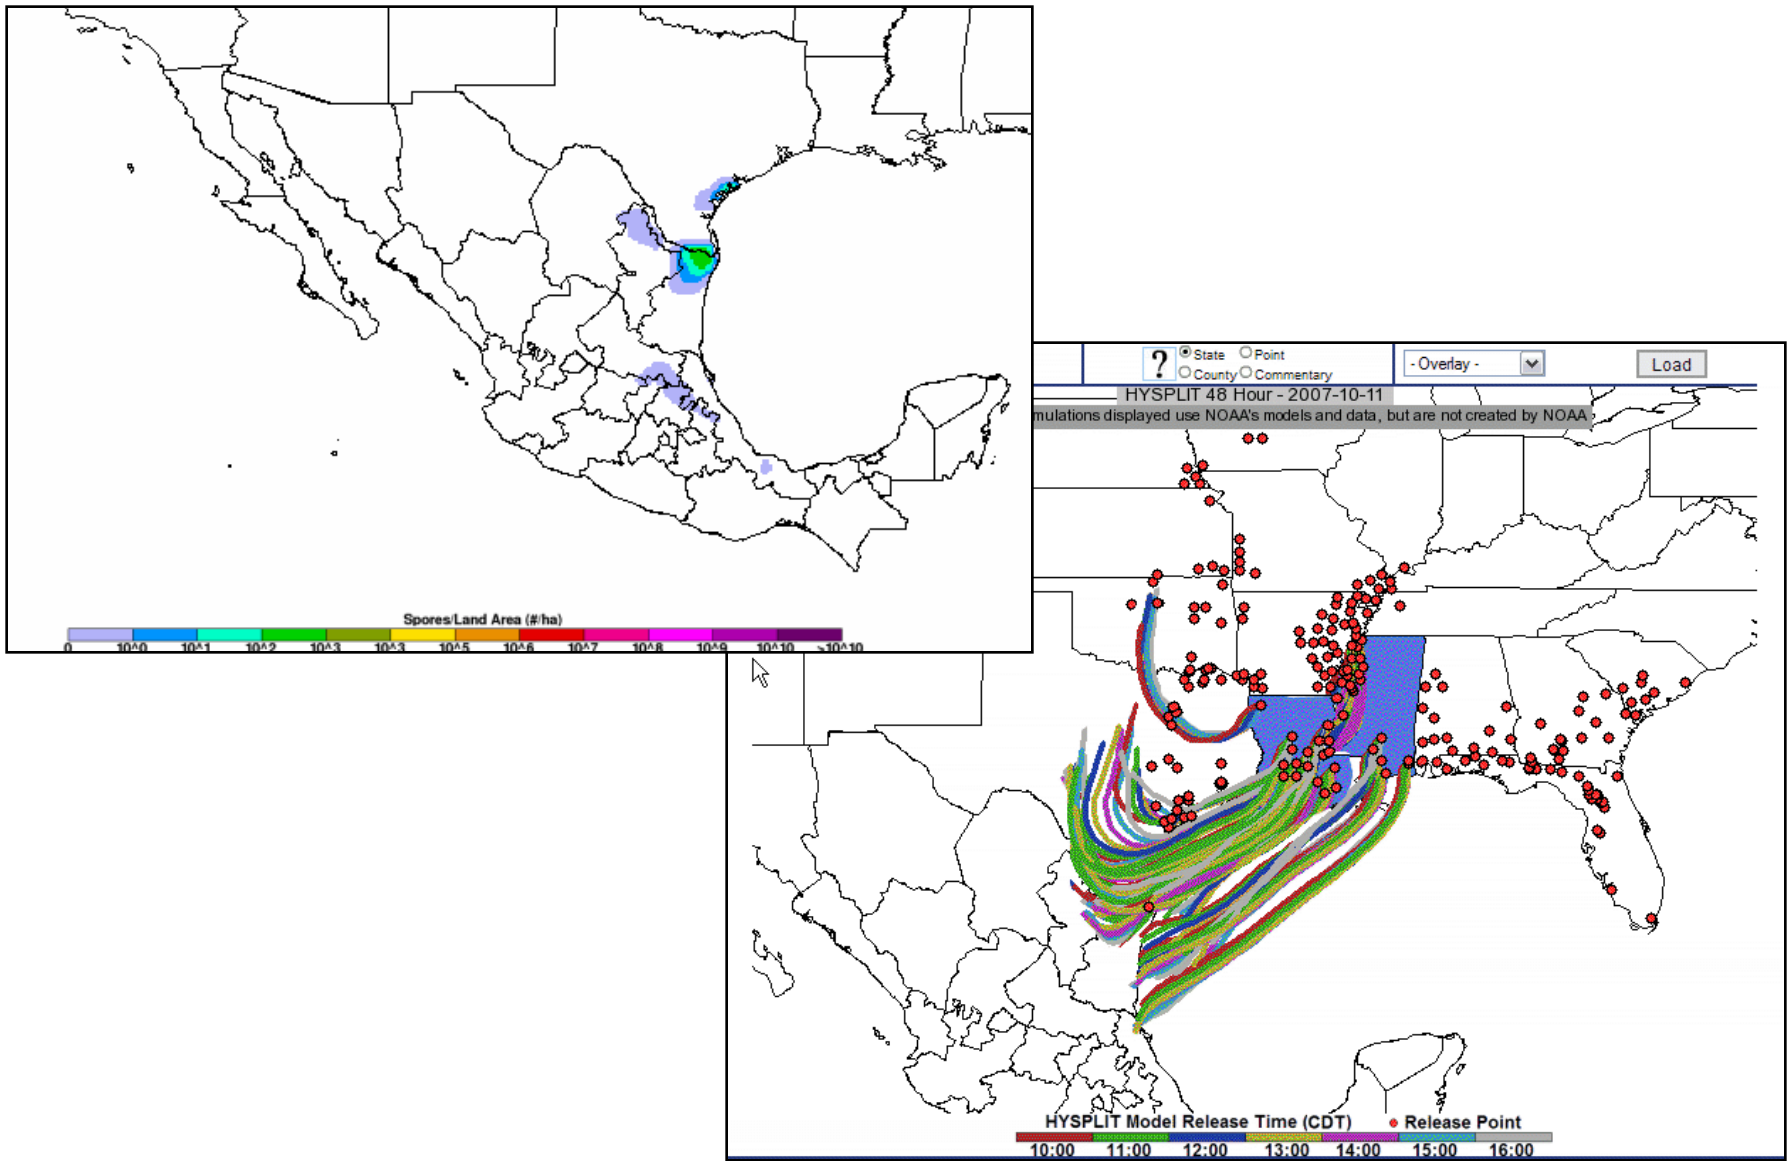 Spores/Land Area (#/ha)
0 10^0 10^1 10^2 10^3 10^3 10^5 10^6 10^7 10^8 10^9 10^10 >10^10
? State Point
County Commentary
- Overlay -
Load
HYSPLIT 48 Hour - 2007-10-11
mulations displayed use NOAA's models and data, but are not created by NOAA
HYSPLIT Model Release Time (CDT) Release Point
10:00 11:00 12:00 13:00 14:00 15:00 16:00